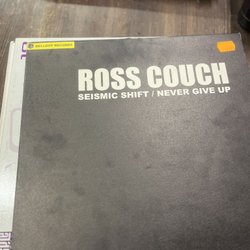 ROSS COUCH
SEISMIC SHIFT / NEVER GIVE UP